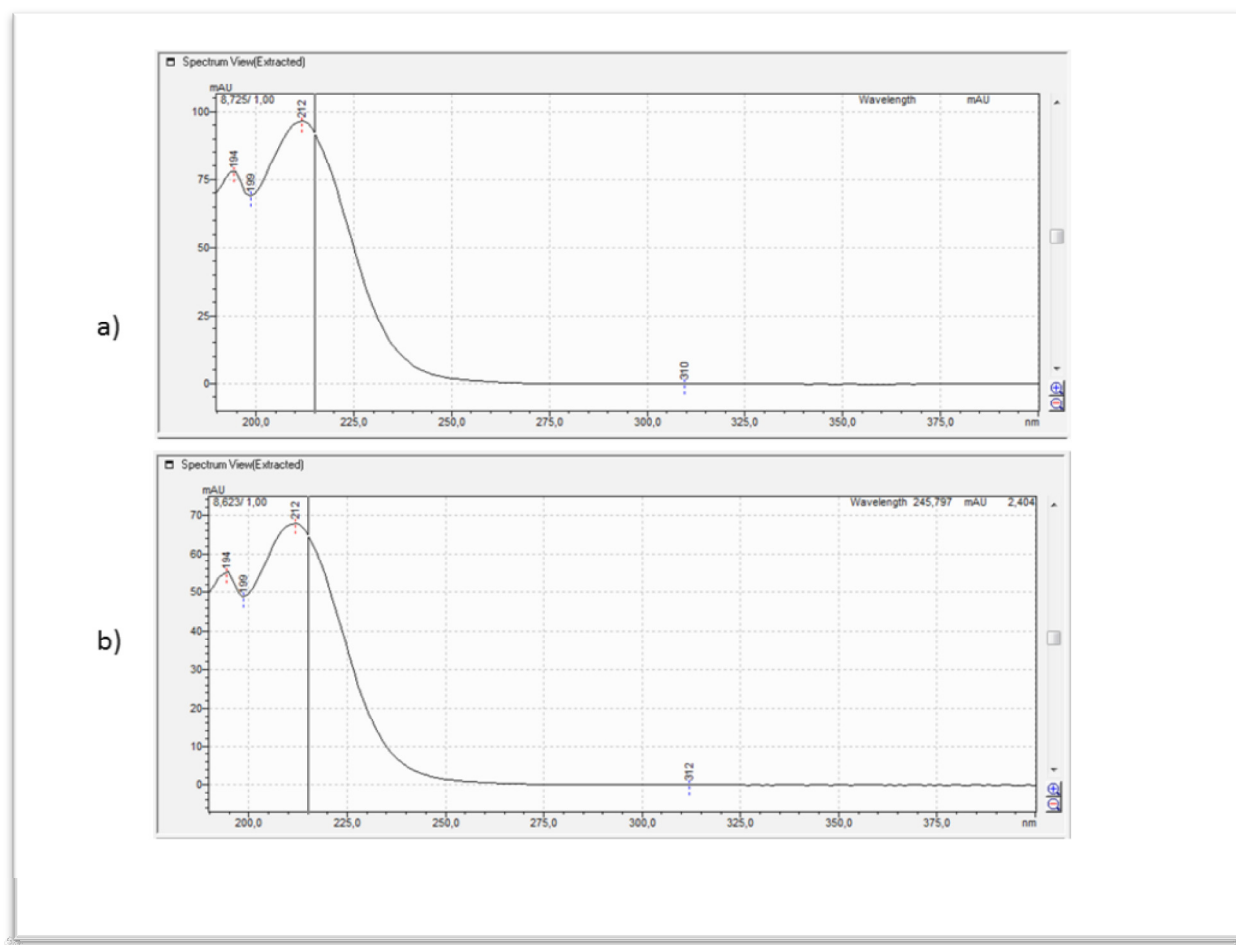 Spectrum View(Extracted)
mAU
8,725/ 1,00
Wavelength mAU
100
212
194
199
75
50
25
a)
310
0
200,0 225,0 250,0 275,0 300,0 325,0 350,0 375,0 nm
Spectrum View(Extracted)
mAU
8,623/ 1,00
Wavelength 245,797 mAU 2,404
70
212
60
194
199
50
40
b)
30
20
10
312
0
200,0 225,0 250,0 275,0 300,0 325,0 350,0 375,0 nm